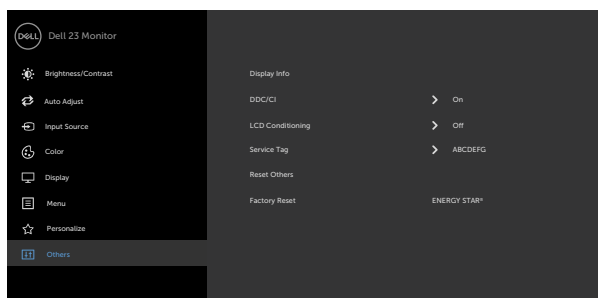 DELL Dell 23 Monitor
Brightness/Contrast
Auto Adjust
Input Source
Color
Display
Menu
Personalize
Others
Display Info
DDC/CI On
LCD Conditioning Off
Service Tag ABCDEFG
Reset Others
Factory Reset ENERGY STAR®